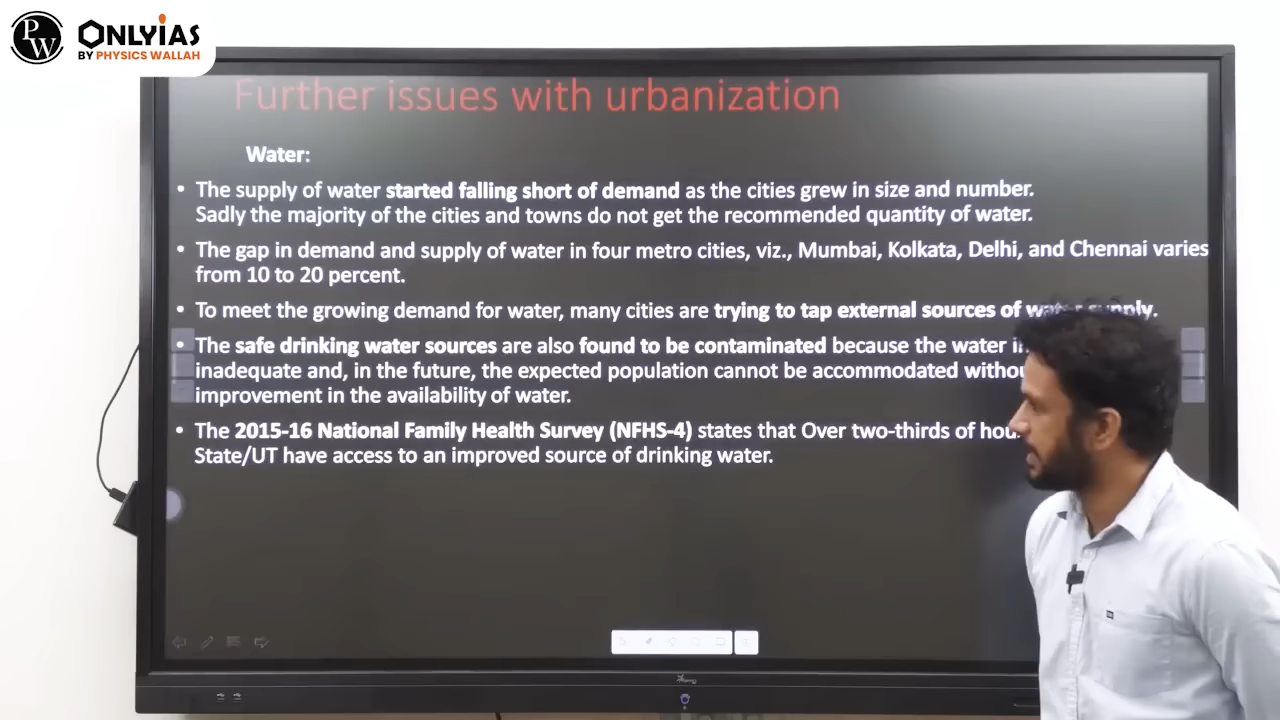 PW
ONLYIAS
BY PHYSICS WALLAH
Further issues with urbanization
Water:
• The supply of water started falling short of demand as the cities grew in size and number.
Sadly the majority of the cities and towns do not get the recommended quantity of water.
• The gap in demand and supply of water in four metro cities, viz., Mumbai, Kolkata, Delhi, and Chennai varies
from 10 to 20 percent.
• To meet the growing demand for water, many cities are trying to tap external sources of water supply.
• The safe drinking water sources are also found to be contaminated because the water in
inadequate and, in the future, the expected population cannot be accommodated
improvement in the availability of water.
• The 2015-16 National Family Health Survey (NFHS-4) states that Over two-thirds of
State/UT have access to an improved source of drinking water.